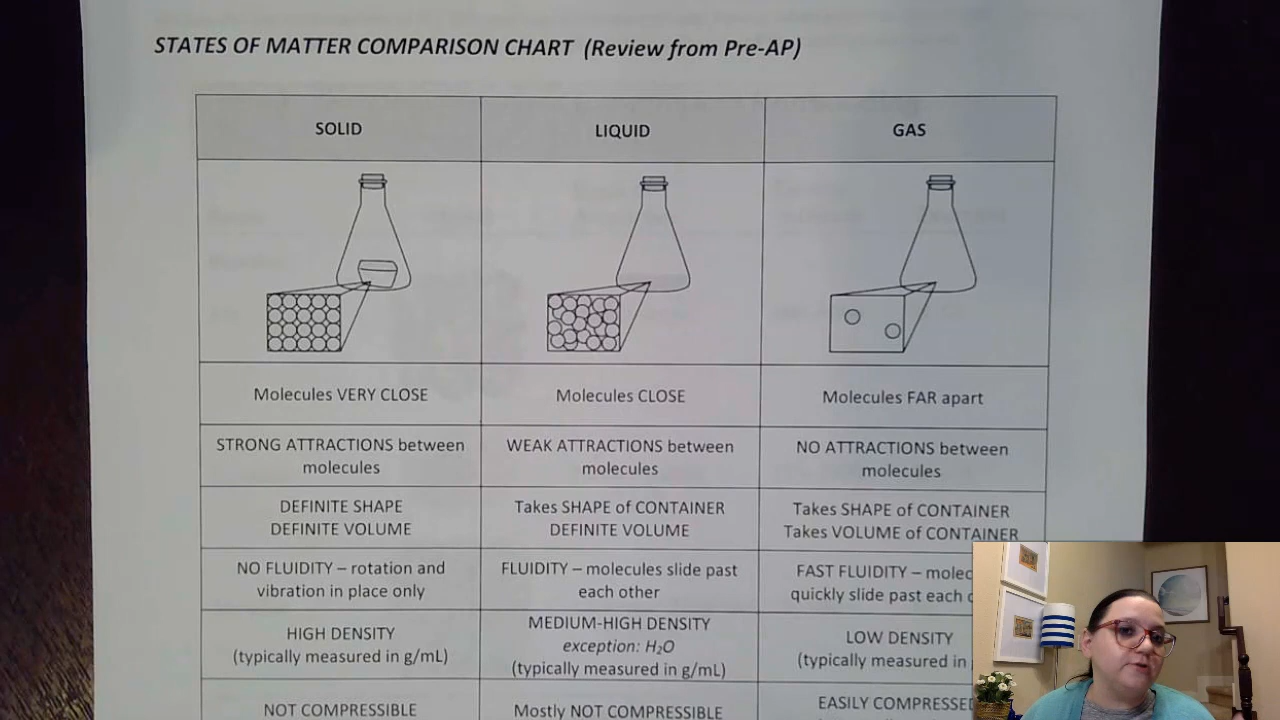 STATES OF MATTER COMPARISON CHART (Review from Pre-AP)
SOLID
LIQUID
GAS
Molecules VERY CLOSE
Molecules CLOSE
Molecules FAR apart
STRONG ATTRACTIONS between
molecules
WEAK ATTRACTIONS between
molecules
NO ATTRACTIONS between
molecules
DEFINITE SHAPE
DEFINITE VOLUME
Takes SHAPE of CONTAINER
DEFINITE VOLUME
Takes SHAPE of CONTAINER
Takes VOLUME of CONTAINER
NO FLUIDITY – rotation and
vibration in place only
FLUIDITY – molecules slide past
each other
FAST FLUIDITY –
quickly slide past each
HIGH DENSITY
(typically measured in g/mL)
MEDIUM-HIGH DENSITY
exception: H₂O
(typically measured in g/mL)
LOW DENSITY
(typically measured in
NOT COMPRESSIBLE
Mostly NOT COMPRESSIBLE
EASILY COMPRESSED